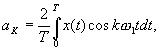 a_K = \frac{2}{T} \int_0^T x(t) \cos k\omega_1 t dt,